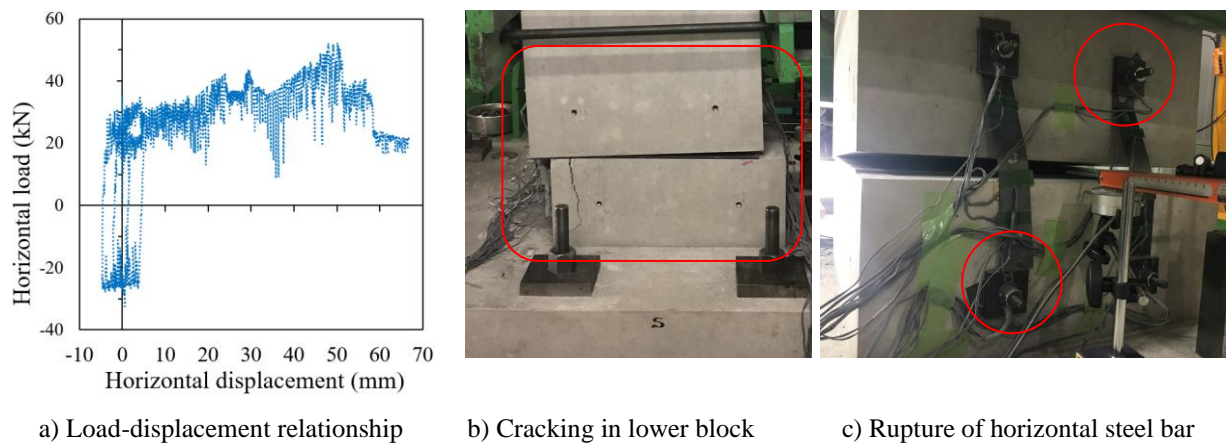 60
40
20
0
-20
-40
-10 0 10 20 30 40 50 60 70
Horizontal load (kN)
Horizontal displacement (mm)
S
a) Load-displacement relationship
b) Cracking in lower block
c) Rupture of horizontal steel bar